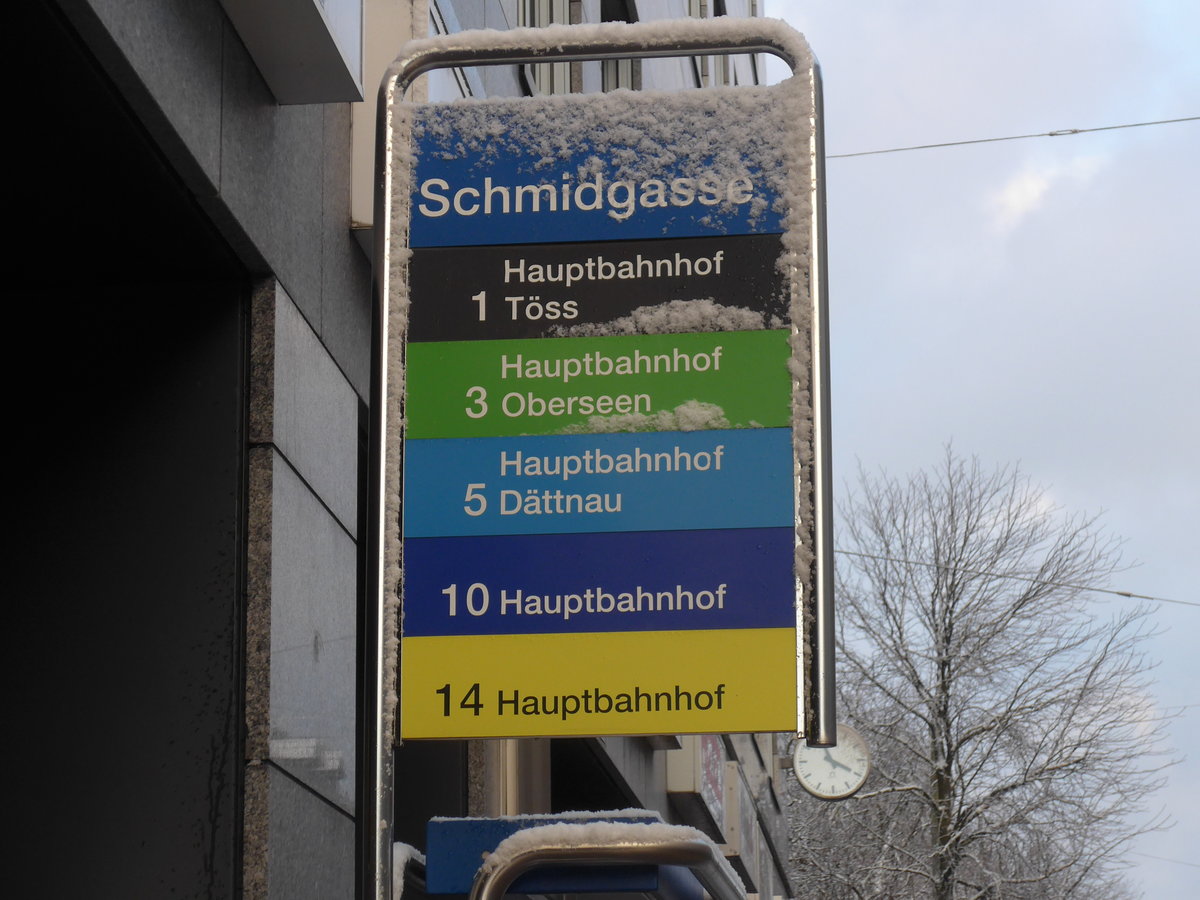 Schmidgasse
Hauptbahnhof
1 Töss
Hauptbahnhof
3 Oberseen
Hauptbahnhof
5 Dättnau
10 Hauptbahnhof
14 Hauptbahnhof